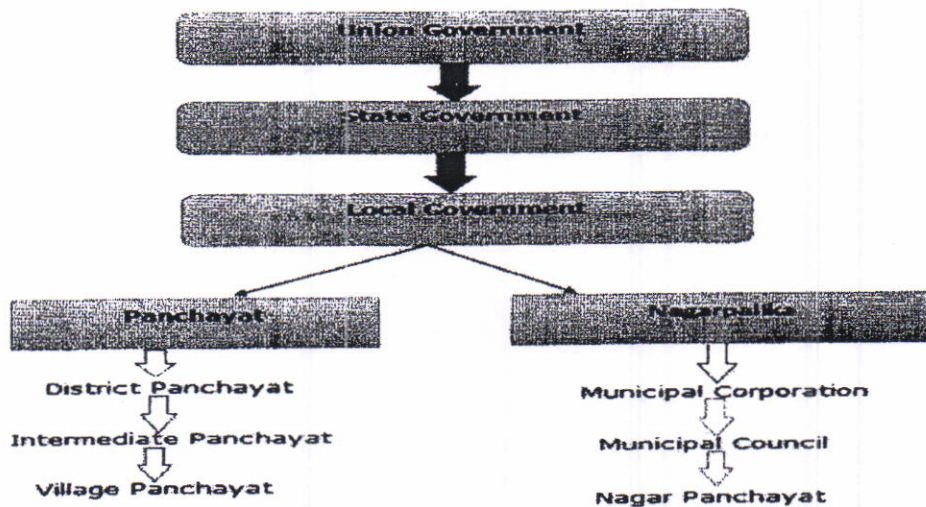 Union Government
State Government
Local Government
Panchayat
Nagarpalika
District Panchayat
Municipal Corporation
Intermediate Panchayat
Municipal Council
Village Panchayat
Nagar Panchayat